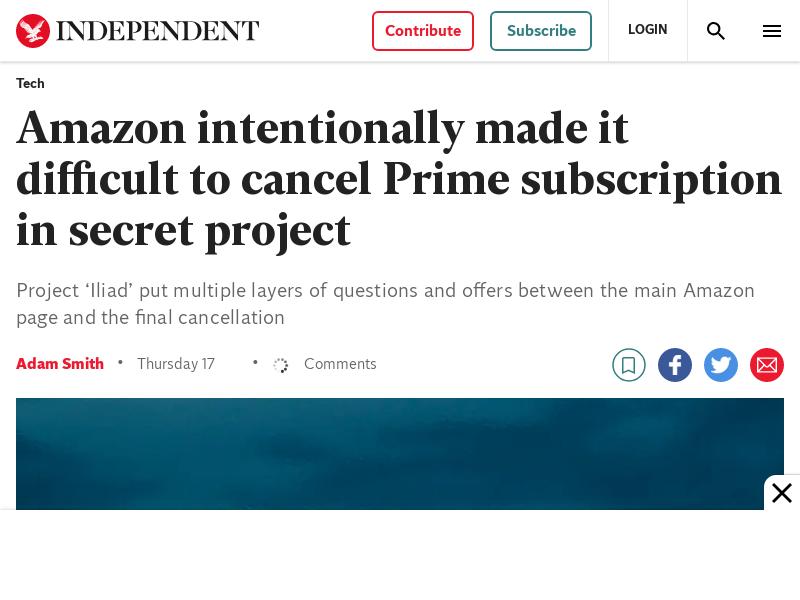 INDEPENDENT
Contribute
Subscribe
LOGIN
Tech
Amazon intentionally made it
difficult to cancel Prime subscription
in secret project
Project ‘Iliad’ put multiple layers of questions and offers between the main Amazon
page and the final cancellation
Adam Smith • Thursday 17 • Comments